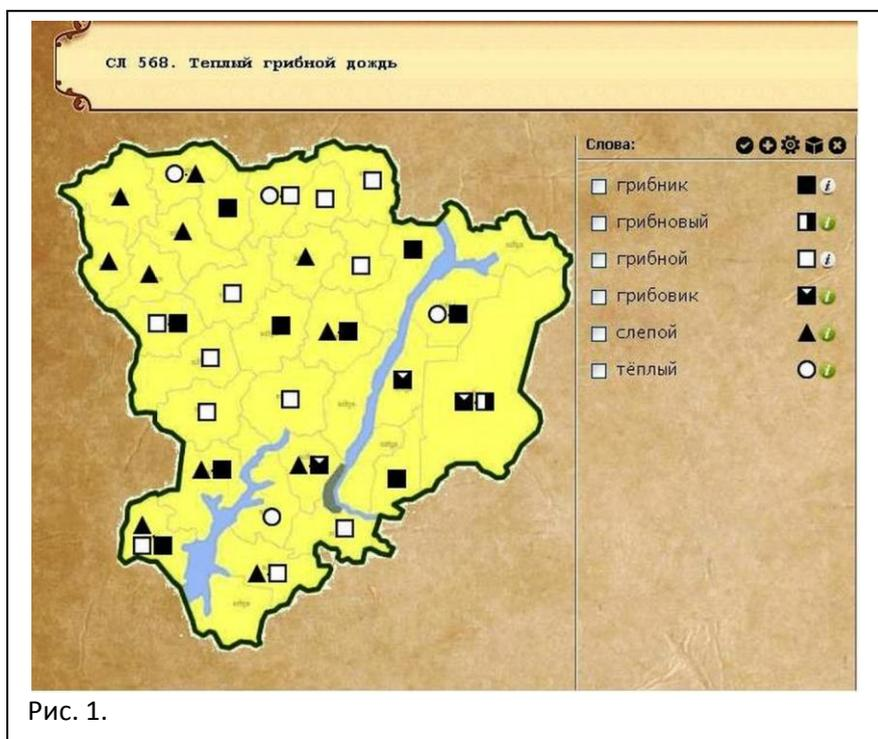 СЛ 568. Теплый грибной дождь
Слова:
грибник
грибновый
грибной
грибовик
слепой
тёплый
Рис. 1.